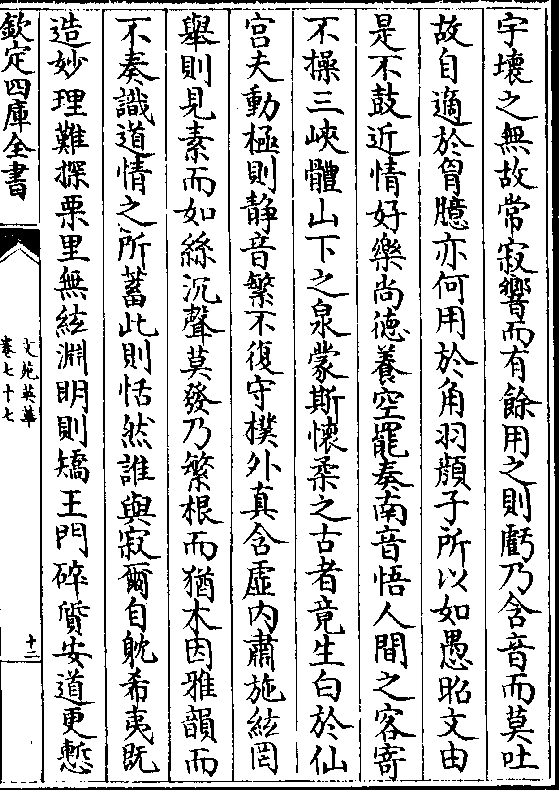 宇壞之無故常寂響而有餘用之則虧乃含音而莫吐
故自適於胷臆亦何用於角羽顔子所以如愚昭文由
是不鼓近情好樂尚德養空罷奏南音悟人間之客寄
不操三峽體山下之泉蒙斯懷柔之古者竟生白於仙
宫夫動極則静音繁不復守樸外真含虛内肅施絃罔
舉則見素而如絲沉聲莫發乃繁根而猶木因雅韻而
不奏識道情之所蓄此則恬然誰與寂爾自躭希夷既
造妙理難探栗里無絃淵明則矯王門碎質安道更慙
欽定四庫全書
文苑英華
卷七十七
十三